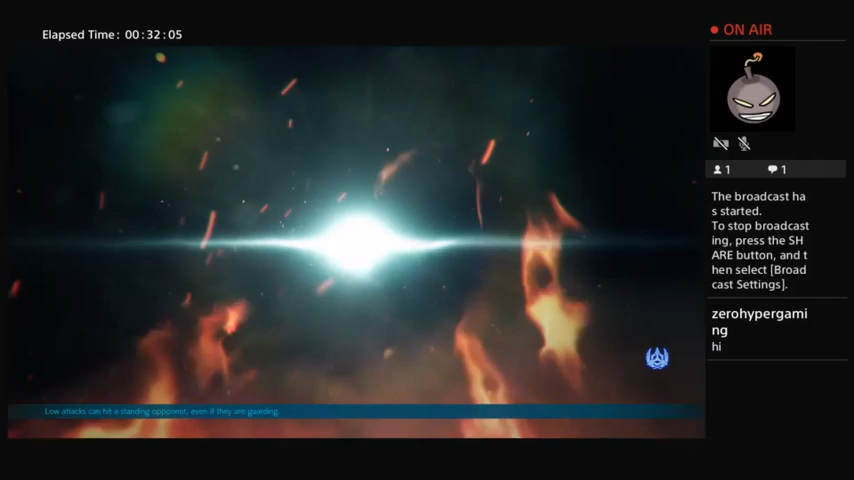 Elapsed Time: 00:32:05
ON AIR
1
1
The broadcast ha
s started.
To stop broadcast
ing, press the SH
ARE button, and t
hen select [Broad
cast Settings].
zerohypergami
ng
hi
Low attacks can hit a standing opponent, even if they are guarding.